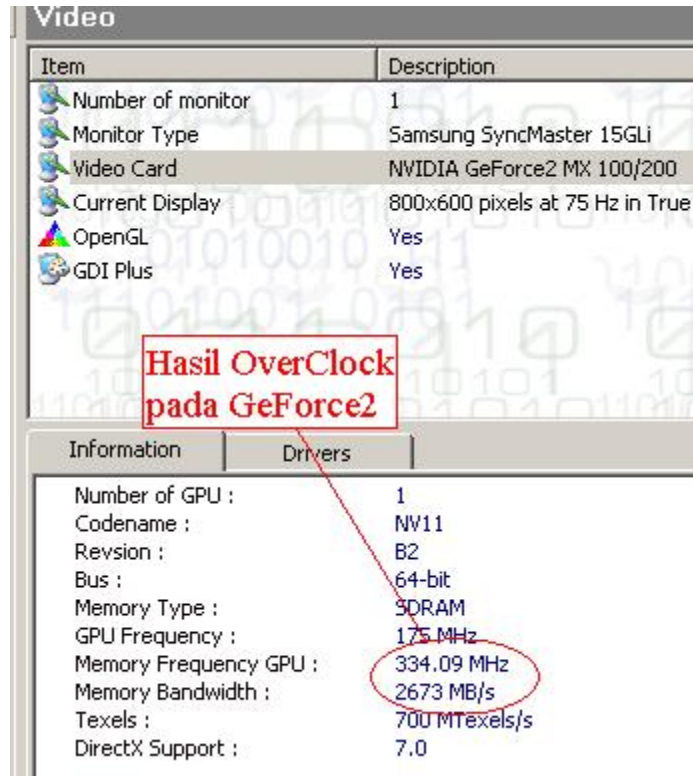 Video
Item Description
Number of monitor 1
Monitor Type Samsung SyncMaster 15GLi
Video Card NVIDIA GeForce2 MX 100/200
Current Display 800x600 pixels at 75 Hz in True
OpenGL Yes
GDI Plus Yes
Hasil OverClock
pada GeForce2
Information Drivers
Number of GPU : 1
Codename : NV11
Revsion : B2
Bus : 64-bit
Memory Type : SDRAM
GPU Frequency : 175 MHz
Memory Frequency GPU : 334.09 MHz
Memory Bandwidth : 2673 MB/s
Texels : 700 MTexels/s
DirectX Support : 7.0